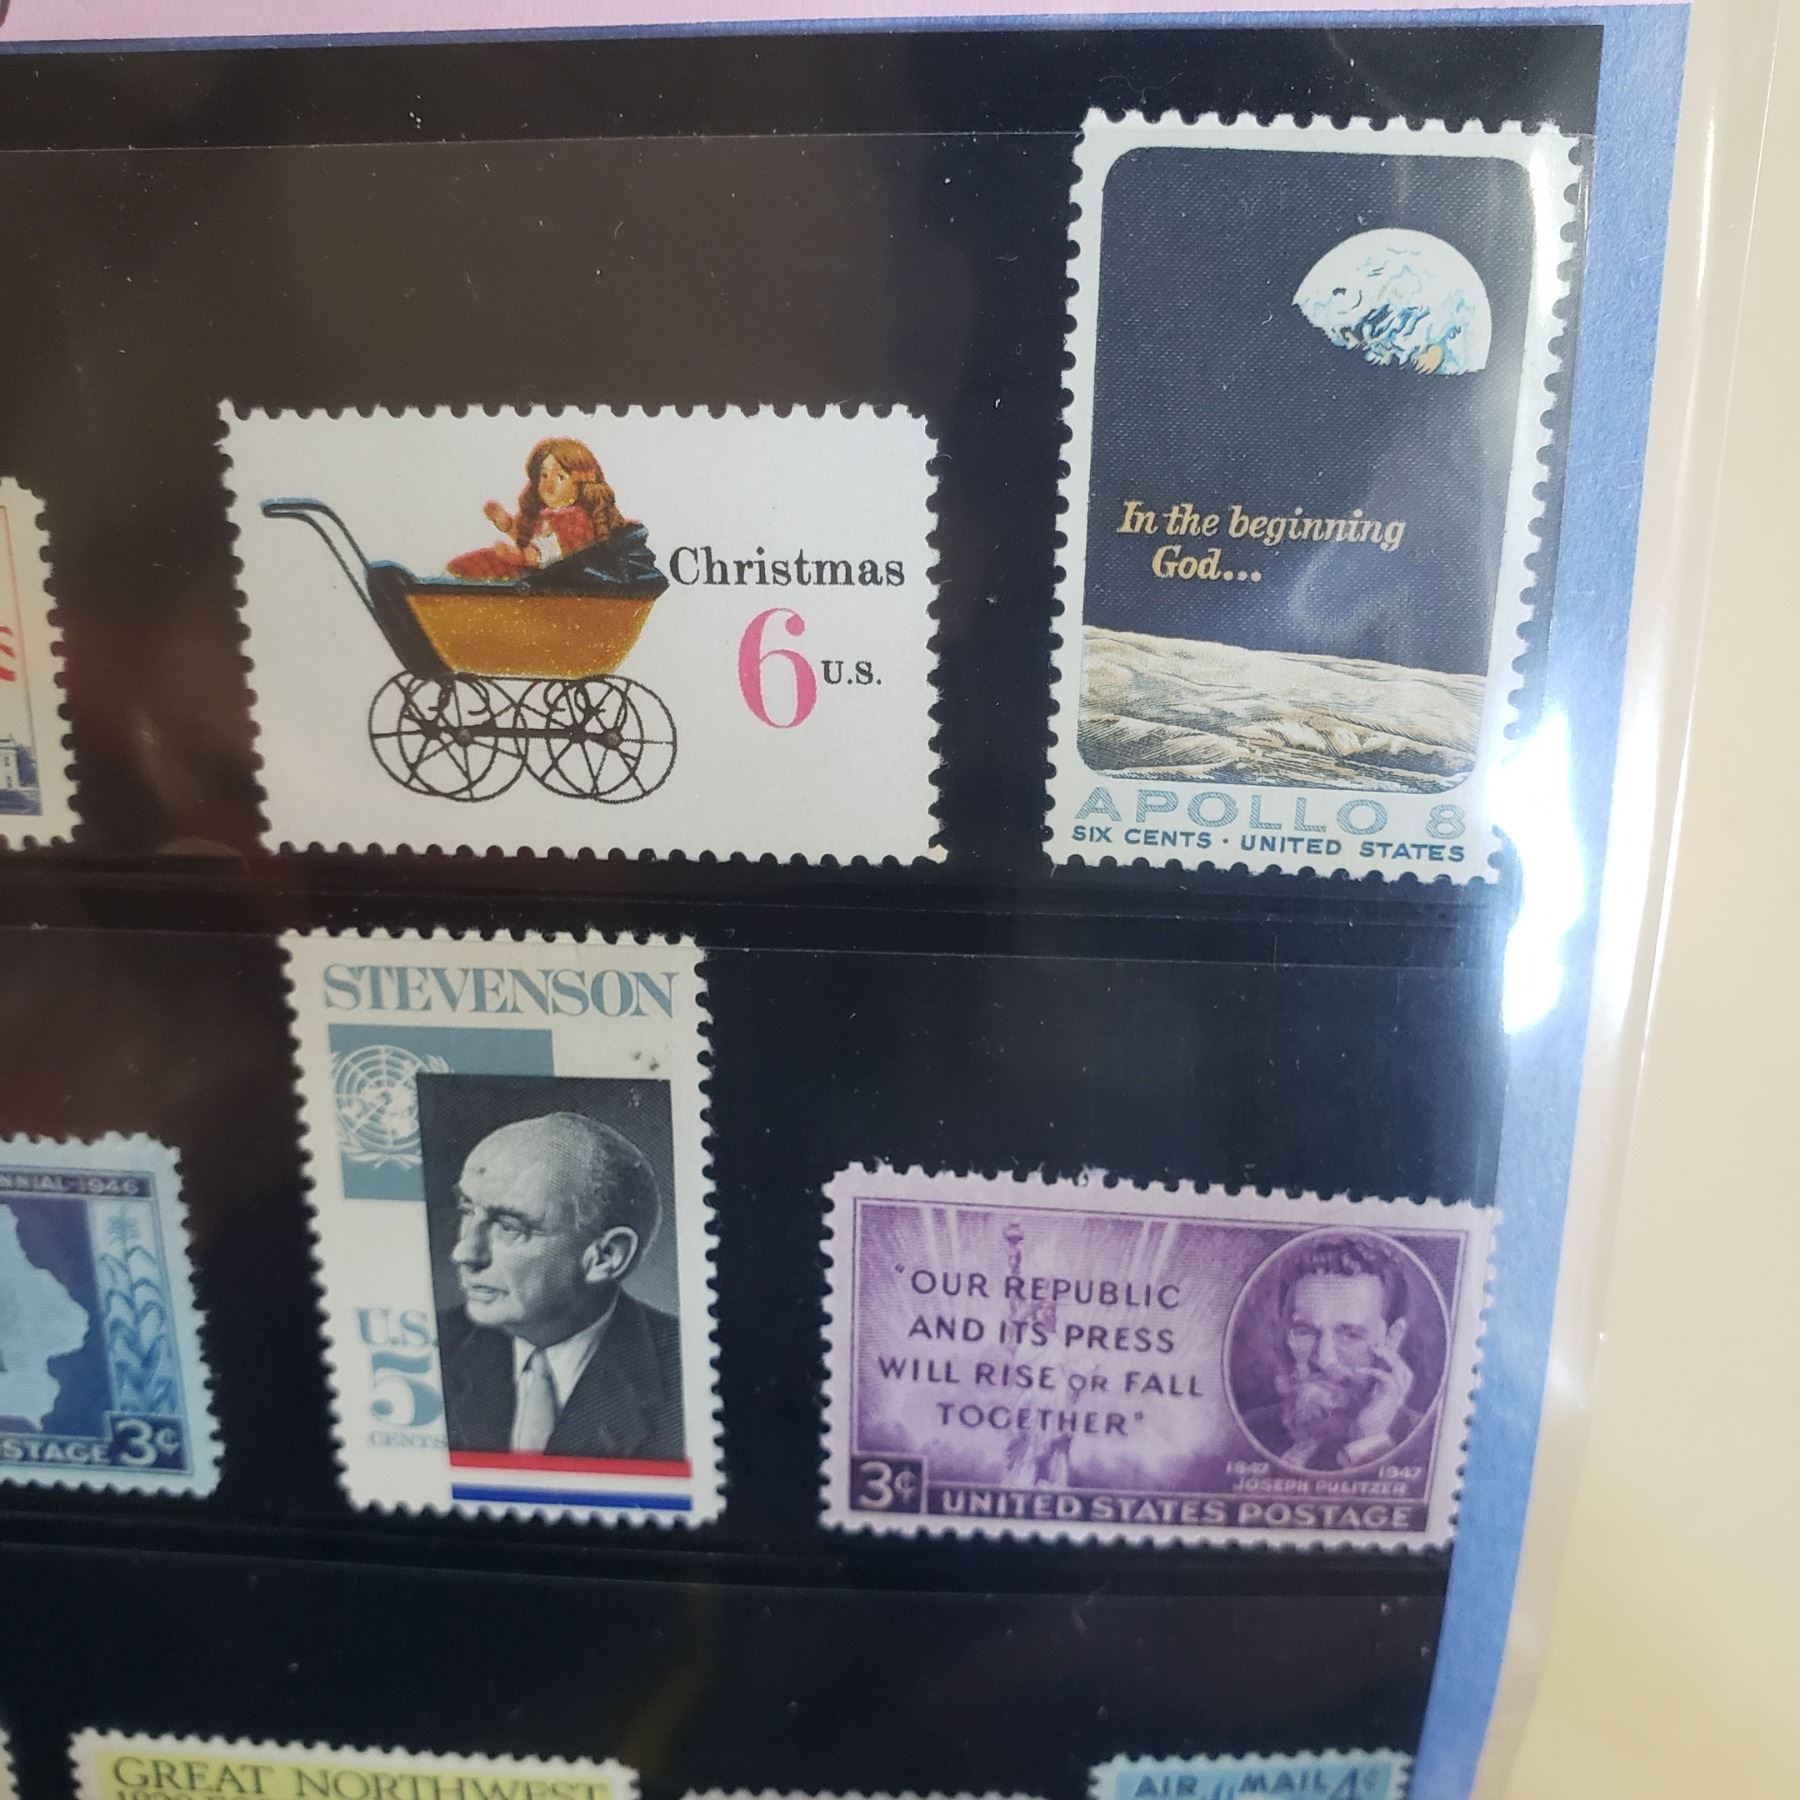 Christmas
6 U.S.
In the beginning
God...
APOLLO 8
SIX CENTS · UNITED STATES
STEVENSON
U.S.
5
CENTS
1946
3¢
"OUR REPUBLIC
AND ITS PRESS
WILL RISE OR FALL
TOGETHER"
1847 1947
JOSEPH PULITZER
3¢ UNITED STATES POSTAGE
GREAT NORTHWEST
AIR MAIL 4¢